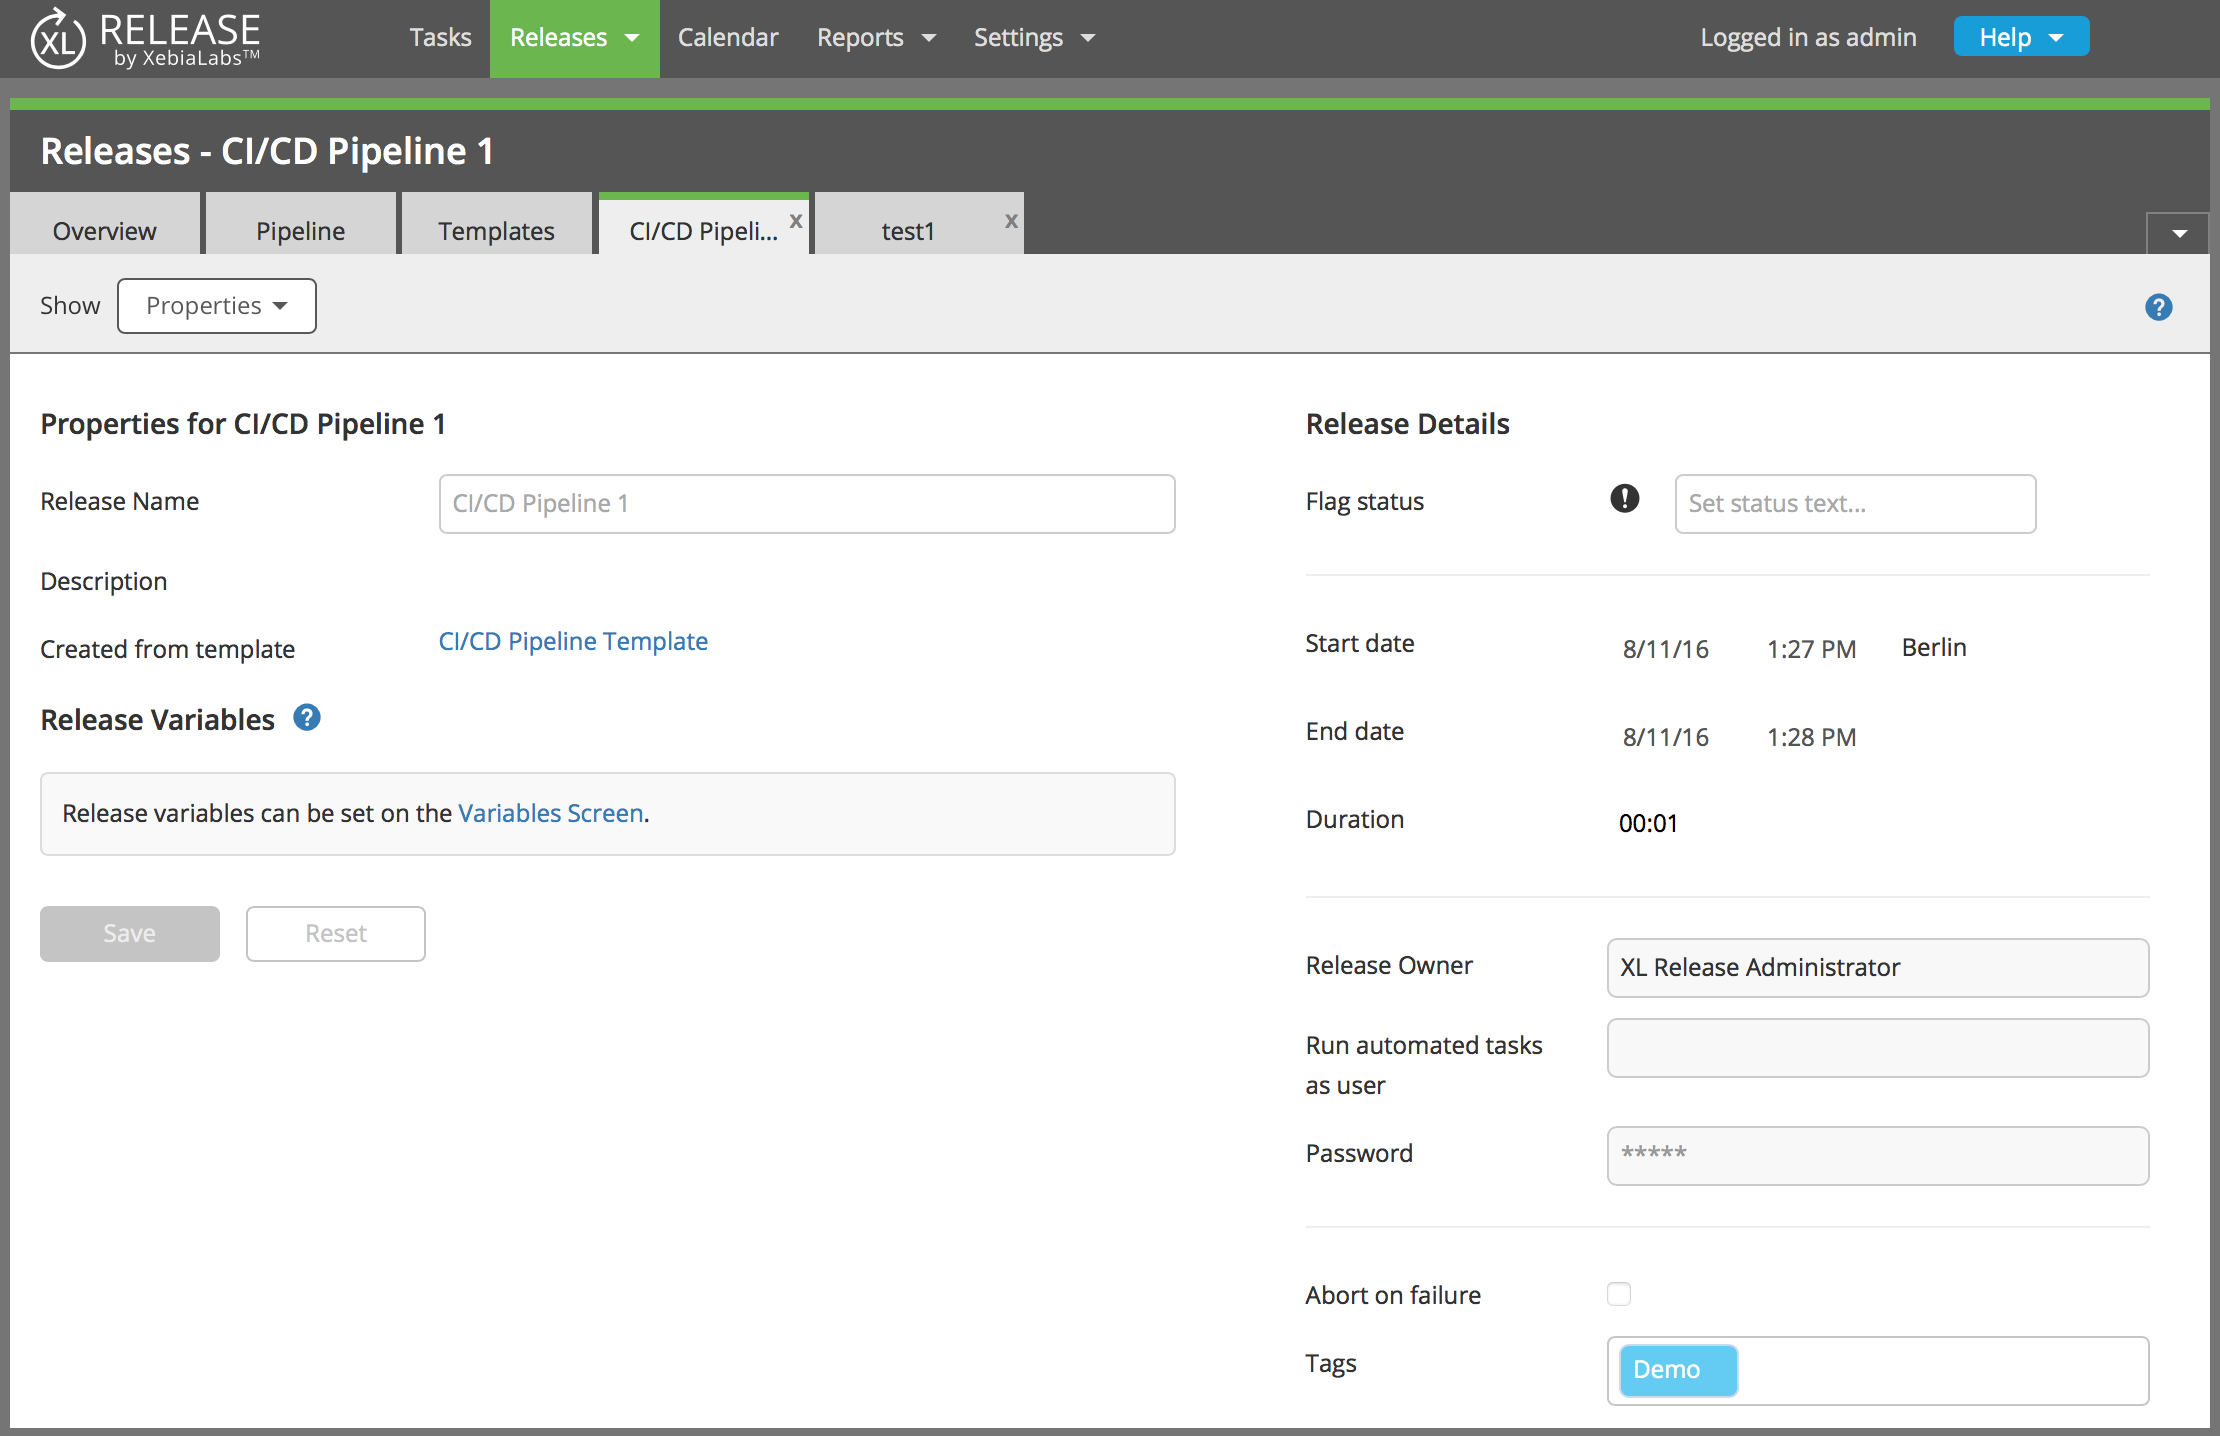 XL RELEASE
by XebiaLabs™
Tasks Releases Calendar Reports Settings Logged in as admin Help
Releases - CI/CD Pipeline 1
Overview Pipeline Templates CI/CD Pipeli... x test1 x
Show Properties ?
Properties for CI/CD Pipeline 1
Release Name CI/CD Pipeline 1
Description
Created from template CI/CD Pipeline Template
Release Variables ?
Release variables can be set on the Variables Screen.
Save Reset
Release Details
Flag status ! Set status text...
Start date 8/11/16 1:27 PM Berlin
End date 8/11/16 1:28 PM
Duration 00:01
Release Owner XL Release Administrator
Run automated tasks
as user
Password *****
Abort on failure
Tags Demo